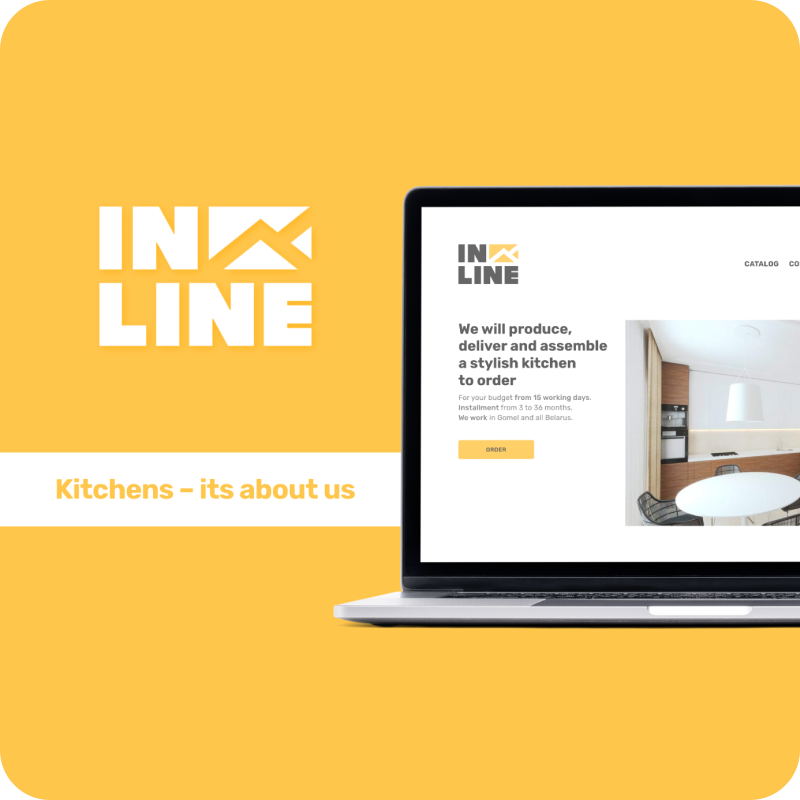 IN
LINE
Kitchens – its about us
IN
LINE
CATALOG CO
We will produce,
deliver and assemble
a stylish kitchen
to order
For your budget from 15 working days.
Installment from 3 to 36 months.
We work in Gomel and all Belarus.
ORDER